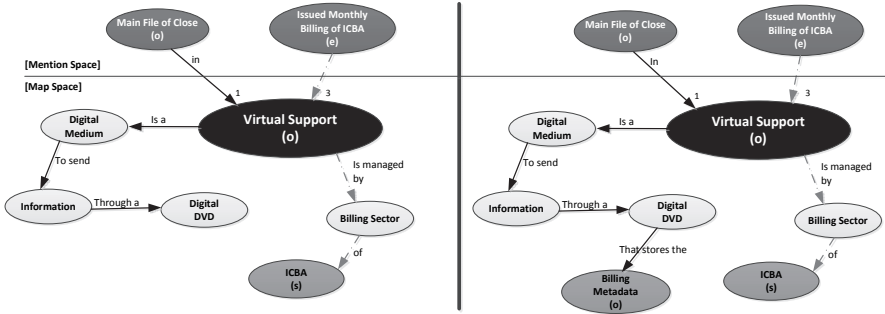 Main File of Close
(o)
Issued Monthly
Billing of ICBA
(e)
in
[Mention Space]
[Map Space]
1
3
Virtual Support
(o)
Is a
Digital
Medium
To send
Information
Through a
Digital
DVD
Is managed
by
Billing Sector
of
ICBA
(s)
Main File of Close
(o)
Issued Monthly
Billing of ICBA
(e)
In
1
3
Virtual Support
(o)
Is a
Digital
Medium
To send
Information
Through a
Digital
DVD
That stores the
Billing
Metadata
(o)
Is managed
by
Billing Sector
of
ICBA
(s)